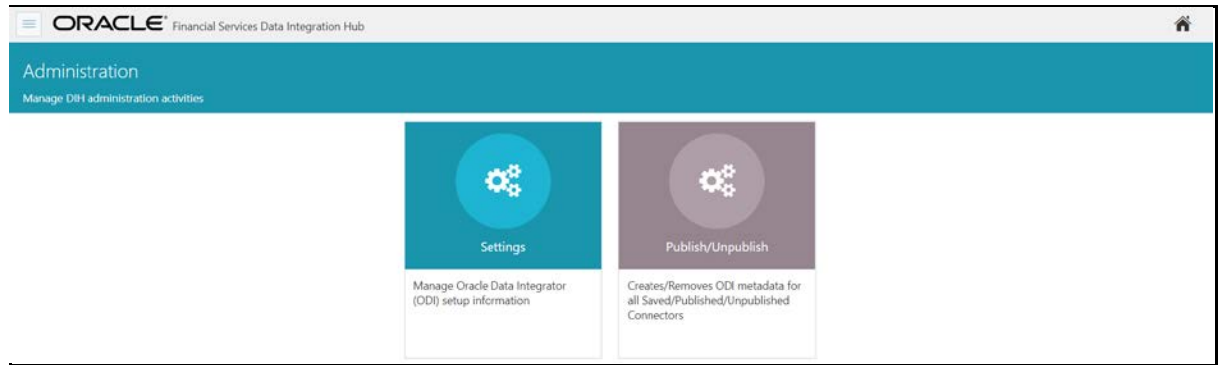 ORACLE® Financial Services Data Integration Hub
Administration
Manage DIH administration activities
Settings
Manage Oracle Data Integrator
(ODI) setup information
Publish/Unpublish
Creates/Removes ODI metadata for
all Saved/Published/Unpublished
Connectors